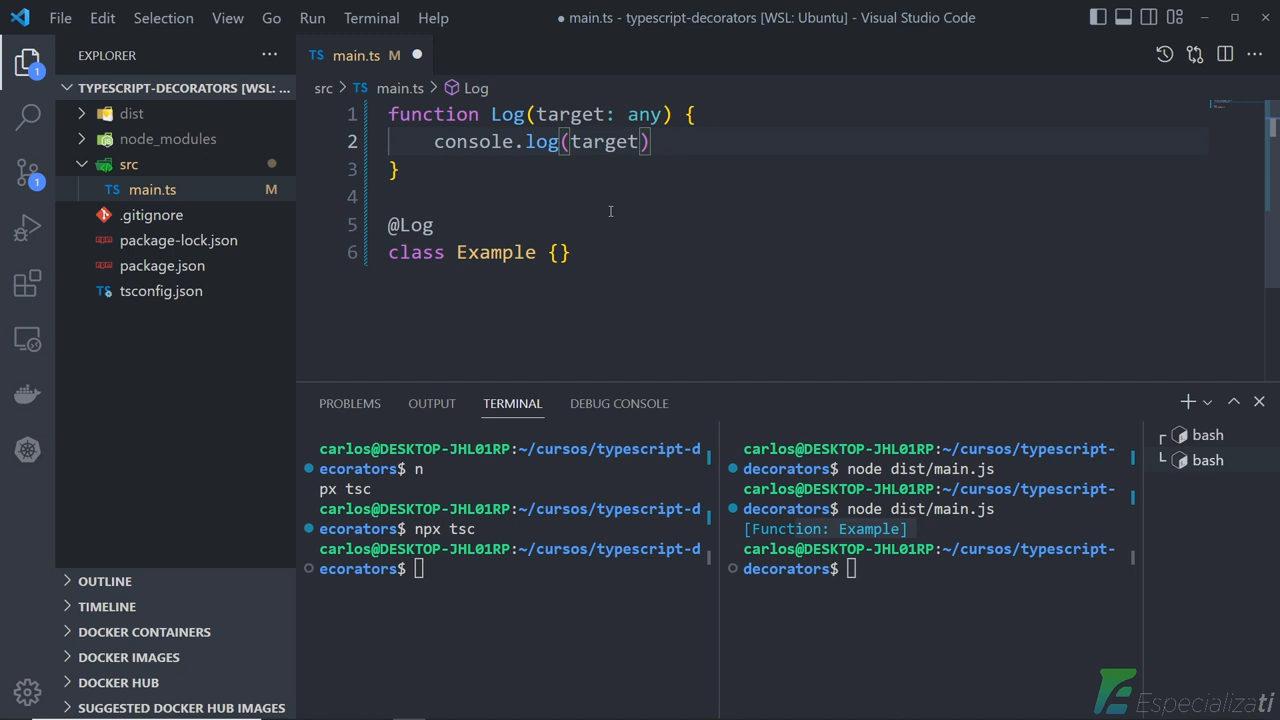 File Edit Selection View Go Run Terminal Help
● main.ts - typescript-decorators [WSL: Ubuntu] - Visual Studio Code
EXPLORER
TYPESCRIPT-DECORATORS [WSL: ...
dist
node_modules
src
TS main.ts M
.gitignore
package-lock.json
package.json
TS tsconfig.json
OUTLINE
TIMELINE
DOCKER CONTAINERS
DOCKER IMAGES
DOCKER HUB
SUGGESTED DOCKER HUB IMAGES
1
1
TS main.ts M
src > TS main.ts > Log
1 function Log(target: any) {
2 console.log(target)
3 }
4
5 @Log
6 class Example {}
PROBLEMS OUTPUT TERMINAL DEBUG CONSOLE
carlos@DESKTOP-JHL01RP:~/cursos/typescript-d
ecorators$ n
px tsc
carlos@DESKTOP-JHL01RP:~/cursos/typescript-d
ecorators$ npx tsc
carlos@DESKTOP-JHL01RP:~/cursos/typescript-d
ecorators$
carlos@DESKTOP-JHL01RP:~/cursos/typescript-
decorators$ node dist/main.js
carlos@DESKTOP-JHL01RP:~/cursos/typescript-
decorators$ node dist/main.js
[Function: Example]
carlos@DESKTOP-JHL01RP:~/cursos/typescript-
decorators$
bash
bash
Especializati